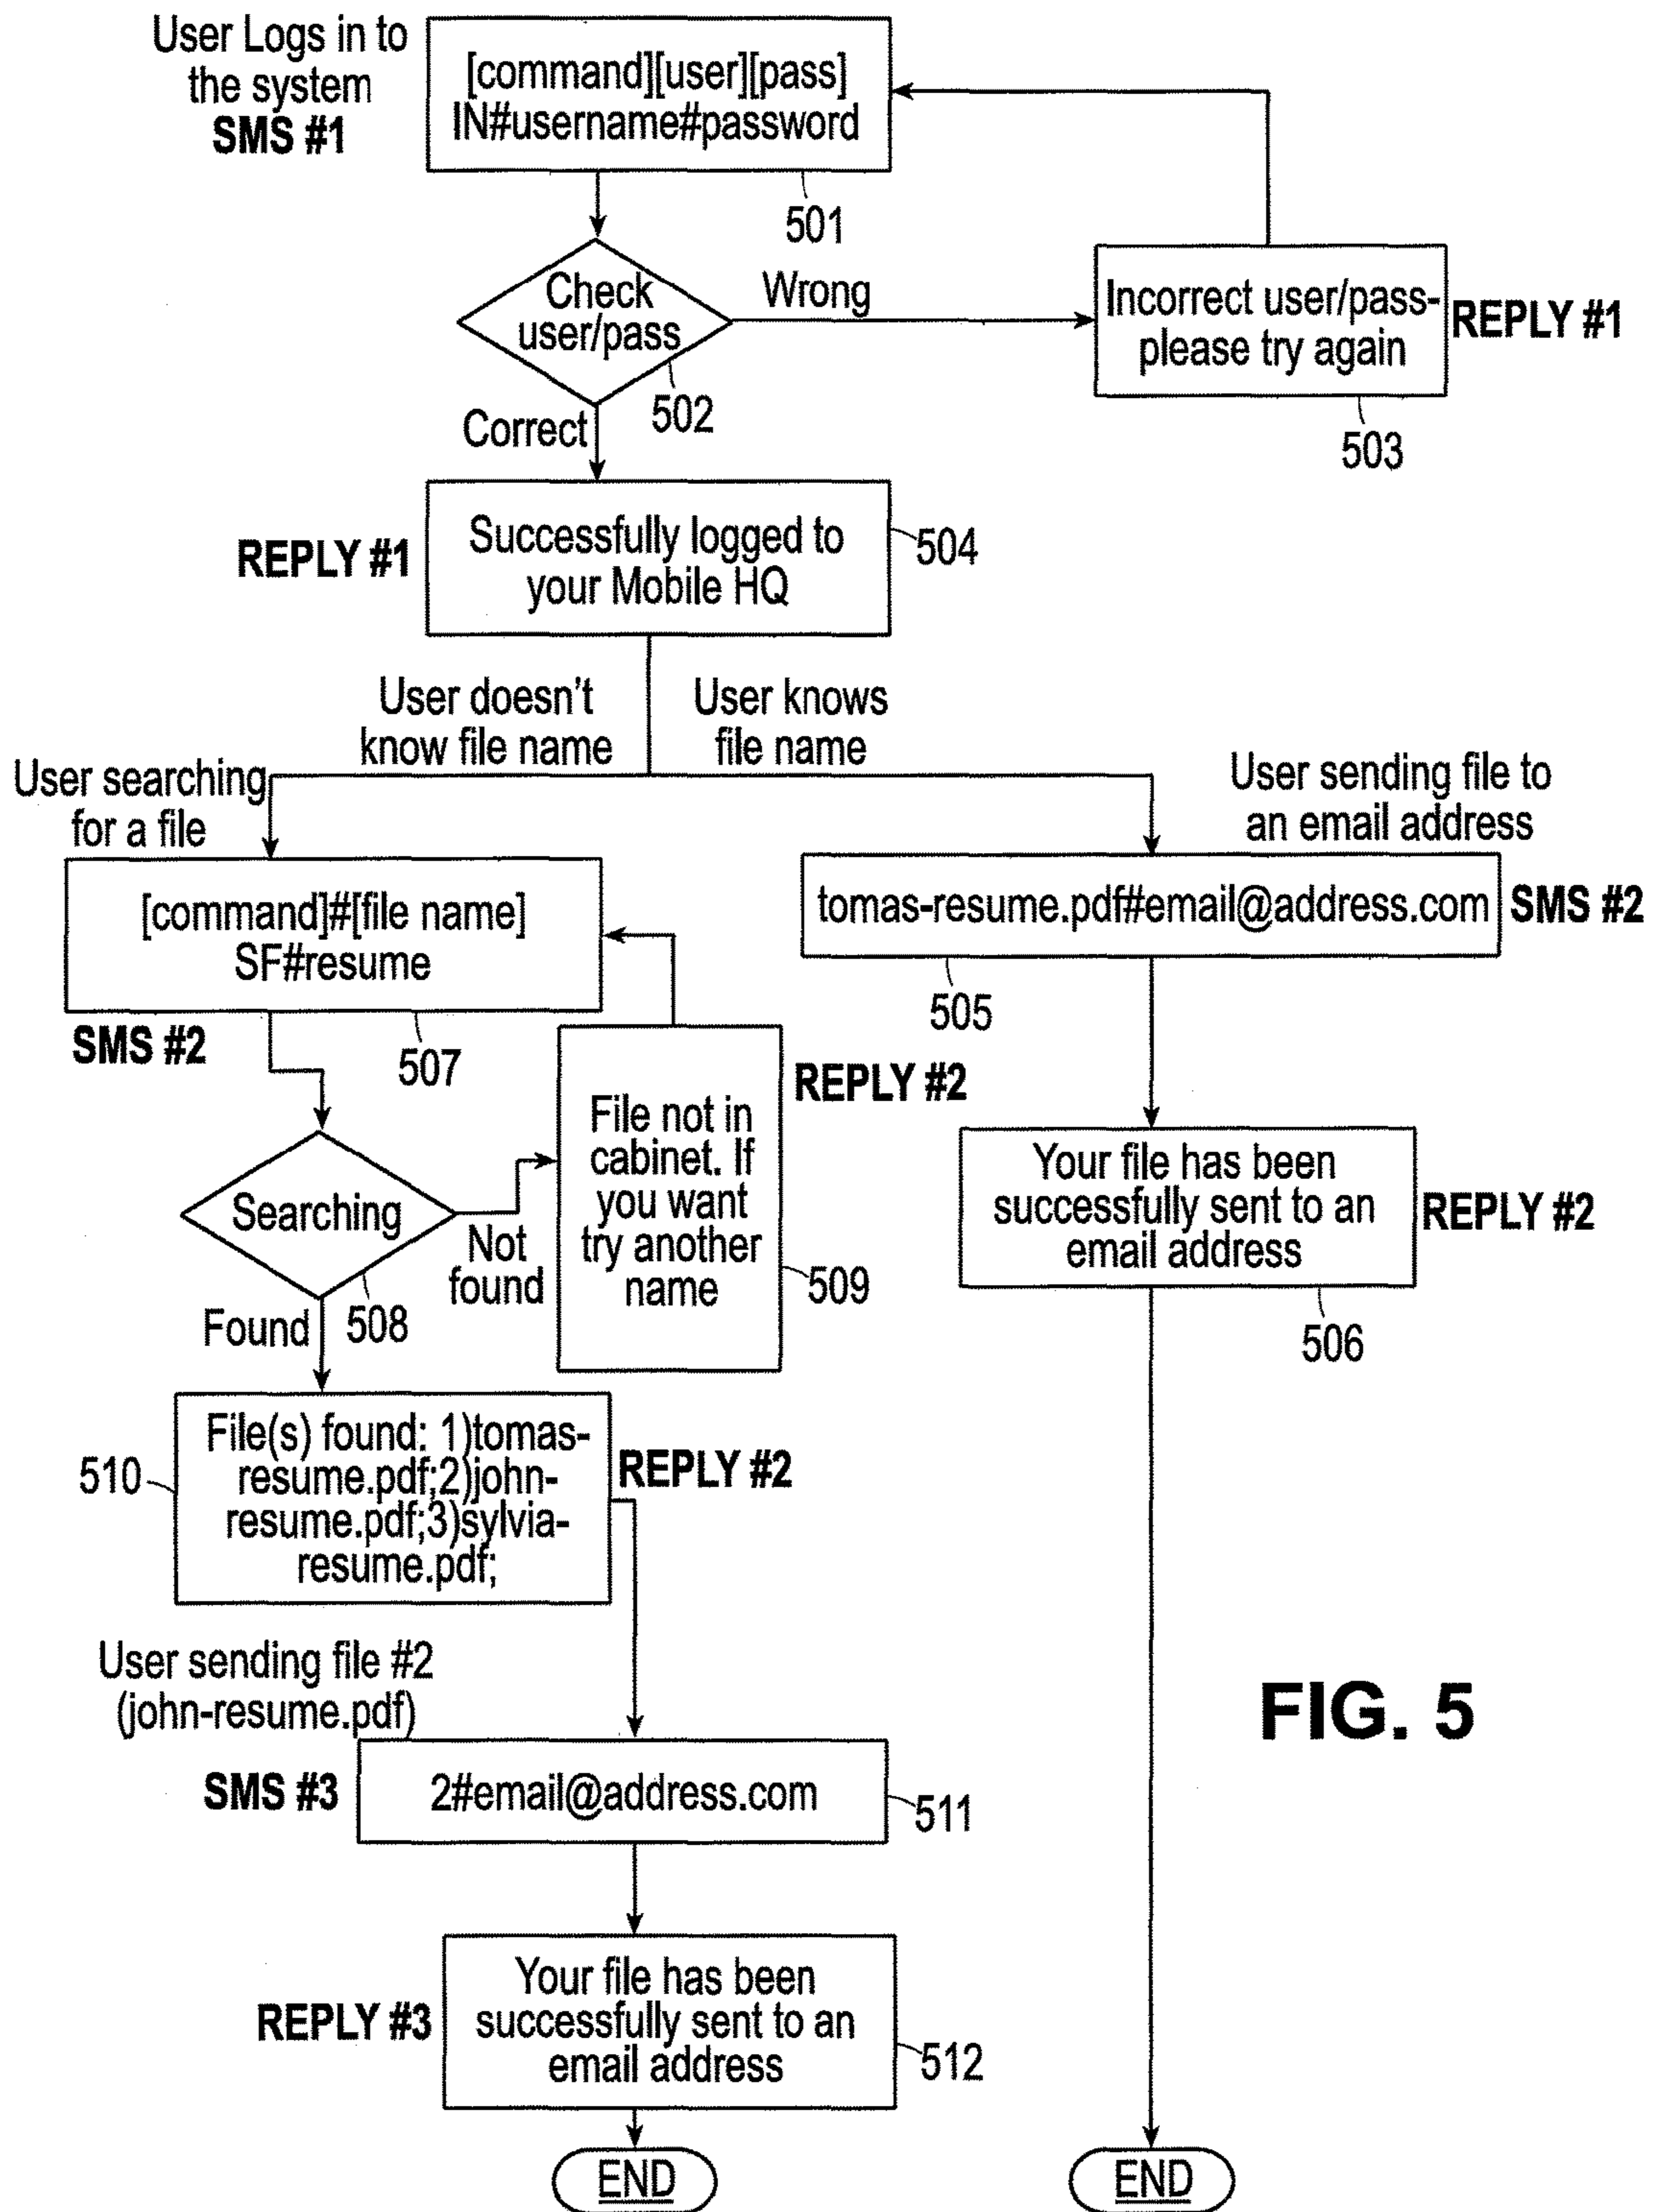 User Logs in to
the system
SMS #1
[command][user][pass]
IN#username#password
501
Check
user/pass
502
Wrong
Incorrect user/pass-
please try again
REPLY #1
503
Correct
REPLY #1
Successfully logged to
your Mobile HQ
504
User doesn't
know file name
User knows
file name
User searching
for a file
[command]#[file name]
SF#resume
SMS #2
507
User sending file to
an email address
tomas-resume.pdf#email@address.com
SMS #2
505
Searching
508
Not
found
File not in
cabinet. If
you want
try another
name
REPLY #2
509
Your file has been
successfully sent to an
email address
REPLY #2
506
Found
510
File(s) found: 1)tomas-
resume.pdf;2)john-
resume.pdf;3)sylvia-
resume.pdf;
REPLY #2
User sending file #2
(john-resume.pdf)
SMS #3
2#email@address.com
511
FIG. 5
REPLY #3
Your file has been
successfully sent to an
email address
512
END
END